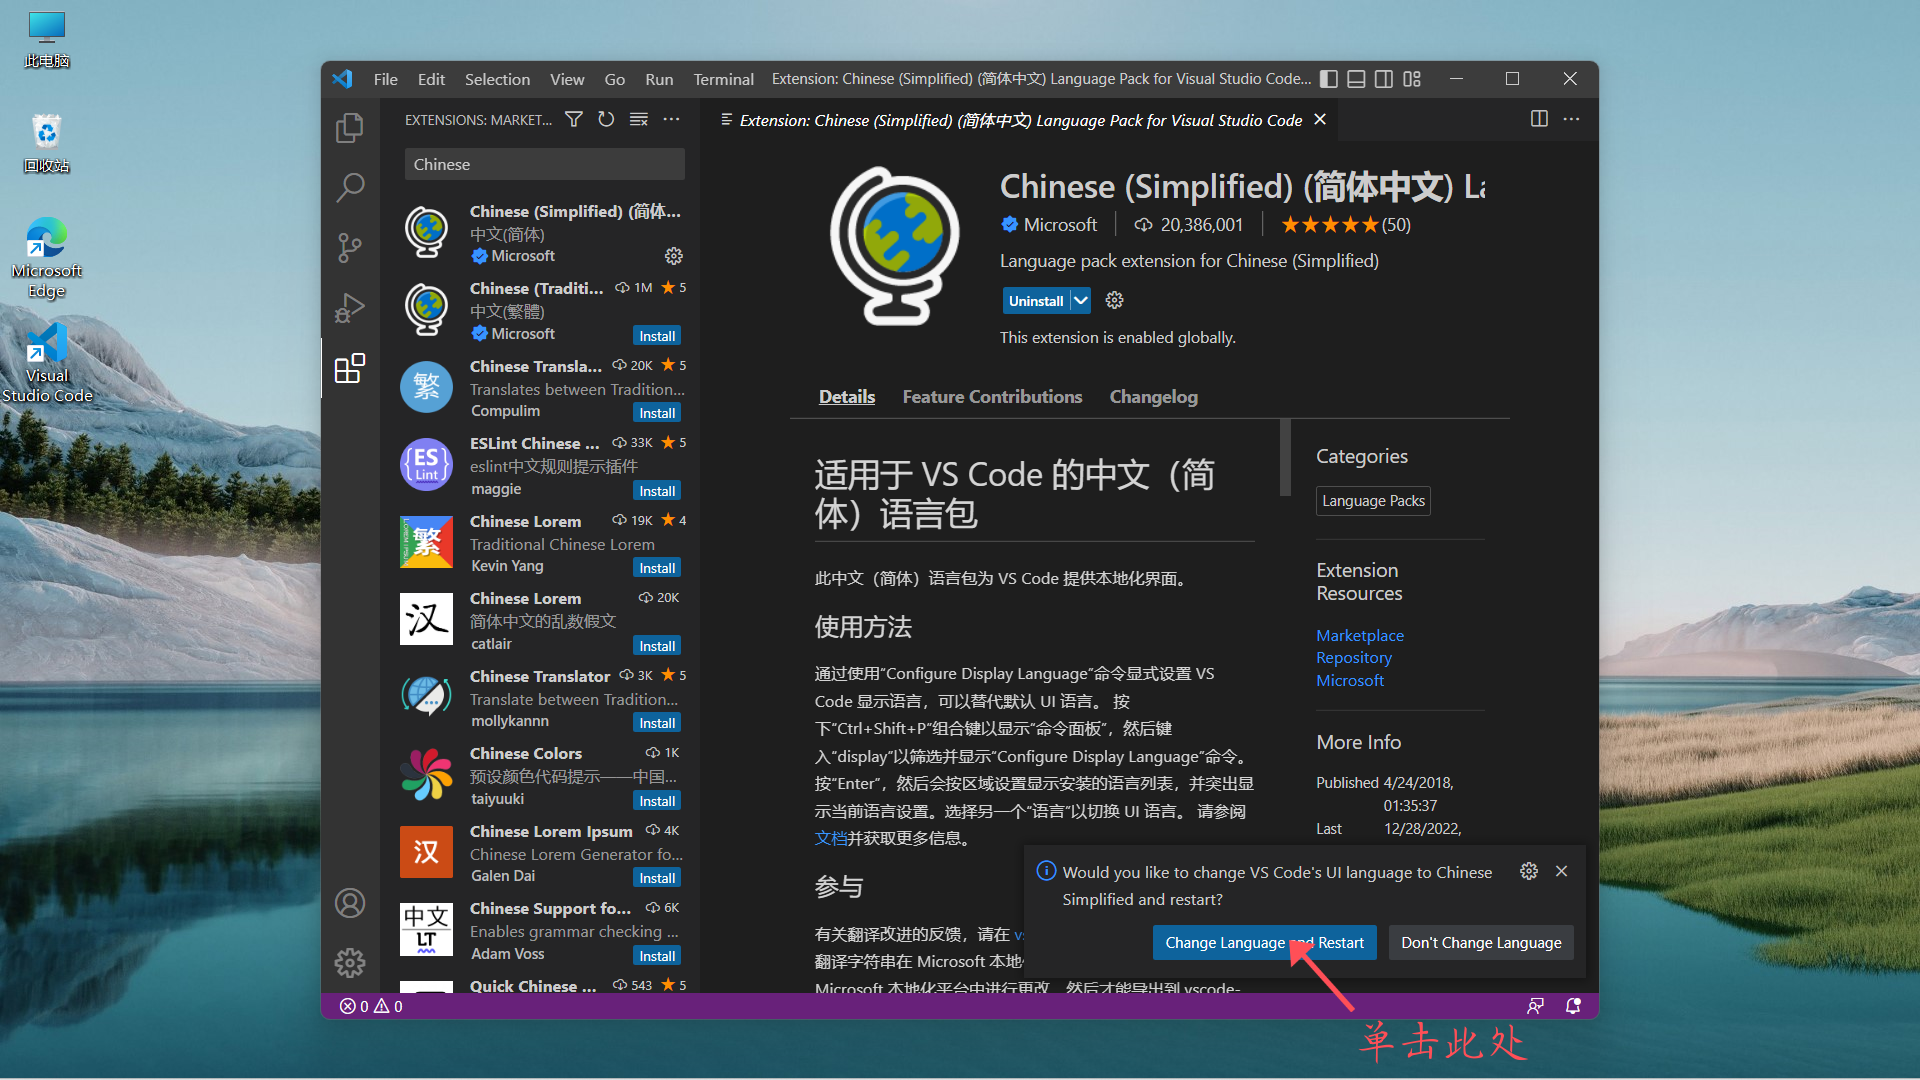 此电脑
回收站
Microsoft
Edge
Visual
Studio Code
File Edit Selection View Go Run Terminal Extension: Chinese (Simplified) (简体中文) Language Pack for Visual Studio Code...
EXTENSIONS: MARKET...
Chinese
Chinese (Simplified) (简体...
中文(简体)
Microsoft
Chinese (Traditi... 1M 5
中文(繁體)
Microsoft Install
繁
Chinese Transla... 20K 5
Translates between Tradition...
Compulim Install
{ES}
Lint
ESLint Chinese ... 33K 5
eslint中文规则提示插件
maggie Install
LOREM IPSUM
繁
Chinese Lorem 19K 4
Traditional Chinese Lorem
Kevin Yang Install
汉
Chinese Lorem 20K
简体中文的乱数假文
catlair Install
Chinese Translator 3K 5
Translate between Tradition...
mollykannn Install
Chinese Colors 1K
预设颜色代码提示——中国...
taiyuuki Install
汉
Chinese Lorem Ipsum 4K
Chinese Lorem Generator fo...
Galen Dai Install
中文
LT
Chinese Support fo... 6K
Enables grammar checking ...
Adam Voss Install
Quick Chinese ... 543 5
Extension: Chinese (Simplified) (简体中文) Language Pack for Visual Studio Code
Chinese (Simplified) (简体中文) La
Microsoft 20,386,001 ★★★★★(50)
Language pack extension for Chinese (Simplified)
Uninstall
This extension is enabled globally.
Details Feature Contributions Changelog
适用于 VS Code 的中文（简
体）语言包
此中文（简体）语言包为 VS Code 提供本地化界面。
使用方法
通过使用“Configure Display Language”命令显式设置 VS
Code 显示语言，可以替代默认 UI 语言。 按
下“Ctrl+Shift+P”组合键以显示“命令面板”，然后键
入“display”以筛选并显示“Configure Display Language”命令。
按“Enter”，然后会按区域设置显示安装的语言列表，并突出显
示当前语言设置。选择另一个“语言”以切换 UI 语言。 请参阅
文档并获取更多信息。
参与
有关翻译改进的反馈，请在 vs
翻译字符串在 Microsoft 本地
Microsoft 本地化平台中进行更改，然后才能导出到 vscode-
Categories
Language Packs
Extension
Resources
Marketplace
Repository
Microsoft
More Info
Published 4/24/2018,
01:35:37
Last 12/28/2022,
Would you like to change VS Code's UI language to Chinese
Simplified and restart?
Change Language and Restart Don't Change Language
0 0
单击此处